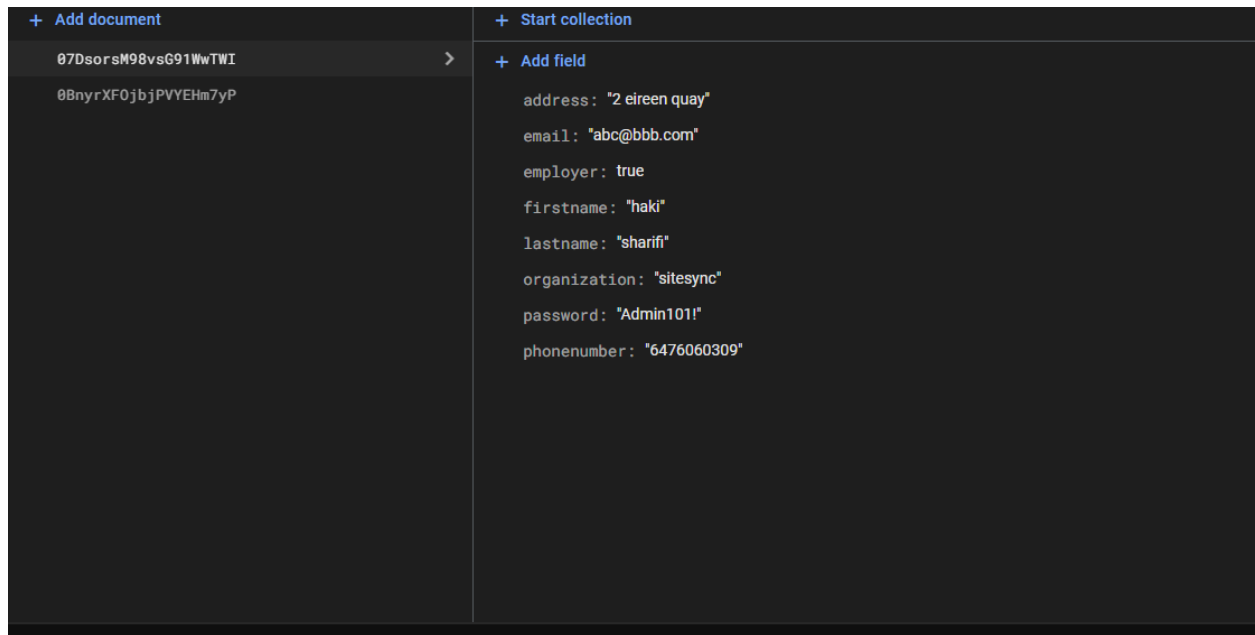 + Add document
07DsorsM98vsG91WwTWI
0BnyrXFOjbjPVYEHm7yP
+ Start collection
+ Add field
address: "2 eireen quay"
email: "abc@bbb.com"
employer: true
firstname: "haki"
lastname: "sharifi"
organization: "sitesync"
password: "Admin101!"
phonenumber: "6476060309"